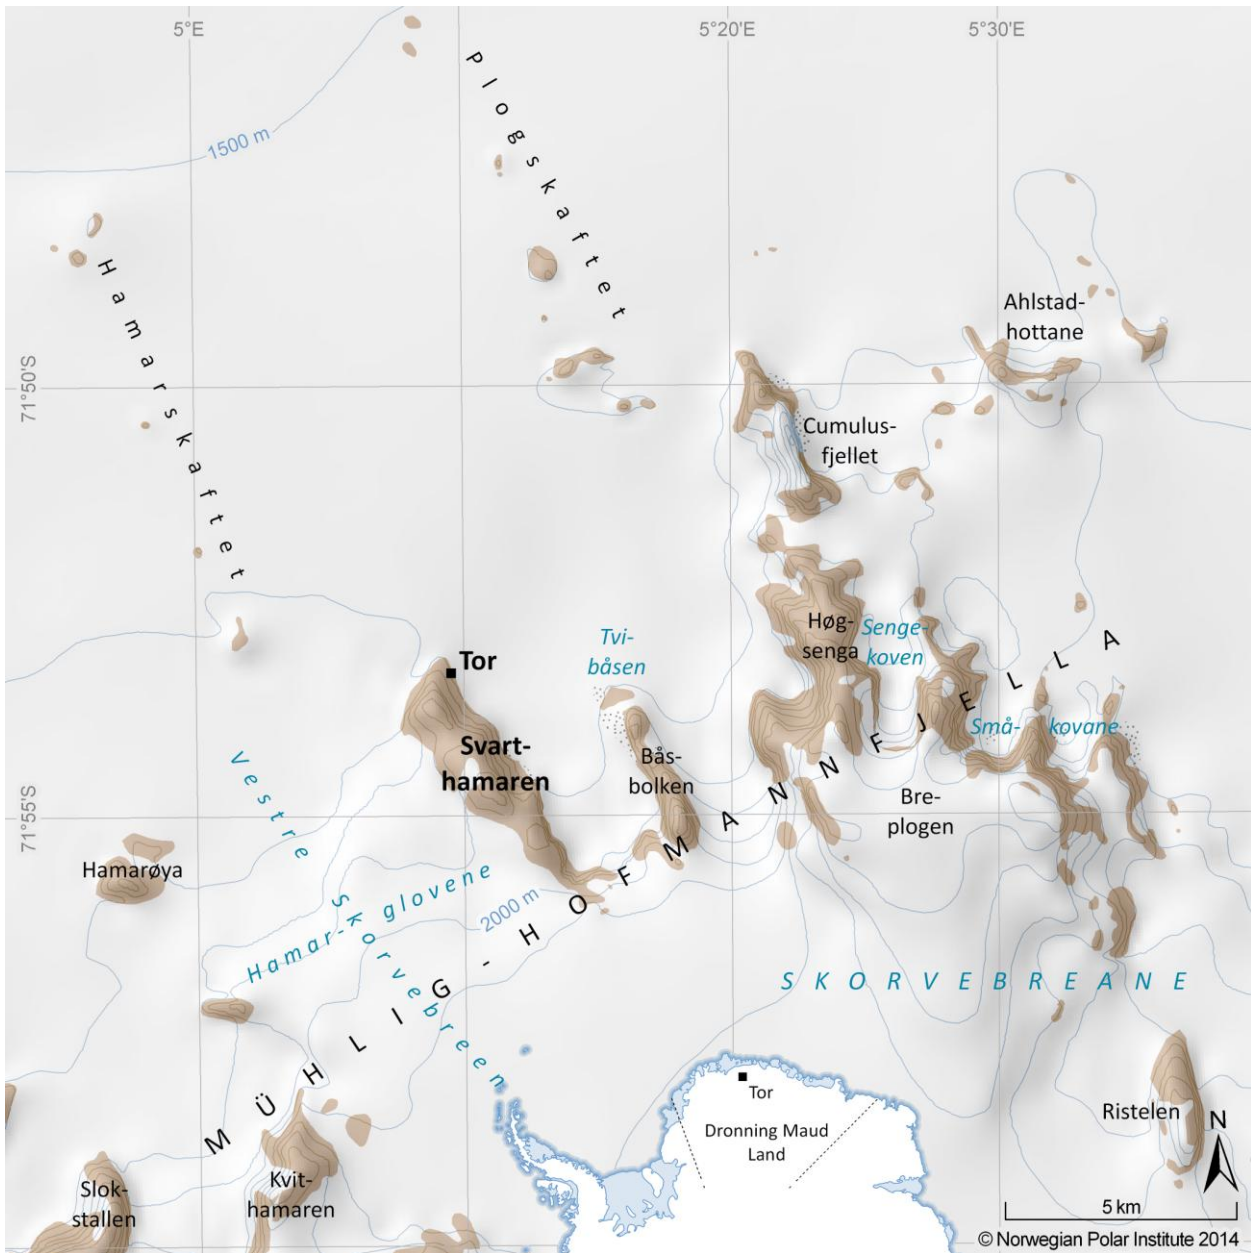 5°E
5°20'E
5°30'E
Plogskaftet
1500 m
Hamarskaftet
Ahlstad-
hottane
71°50'S
Cumulus-
fjellet
Høg-
senga
Senge-
koven
Tvi-
båsen
Tor
Svart-
hamaren
Bås-
bolken
Små-
kovane
Bre-
plogen
71°55'S
Vestre Skorvebreen
Hamarøya
Hamar-glovene
2000 m
MÜHLIG-HOFMANNFJELLA
SKORVEBREANE
Tor
Dronning Maud
Land
Ristelen
N
Slok-
stallen
Kvit-
hamaren
5 km
© Norwegian Polar Institute 2014